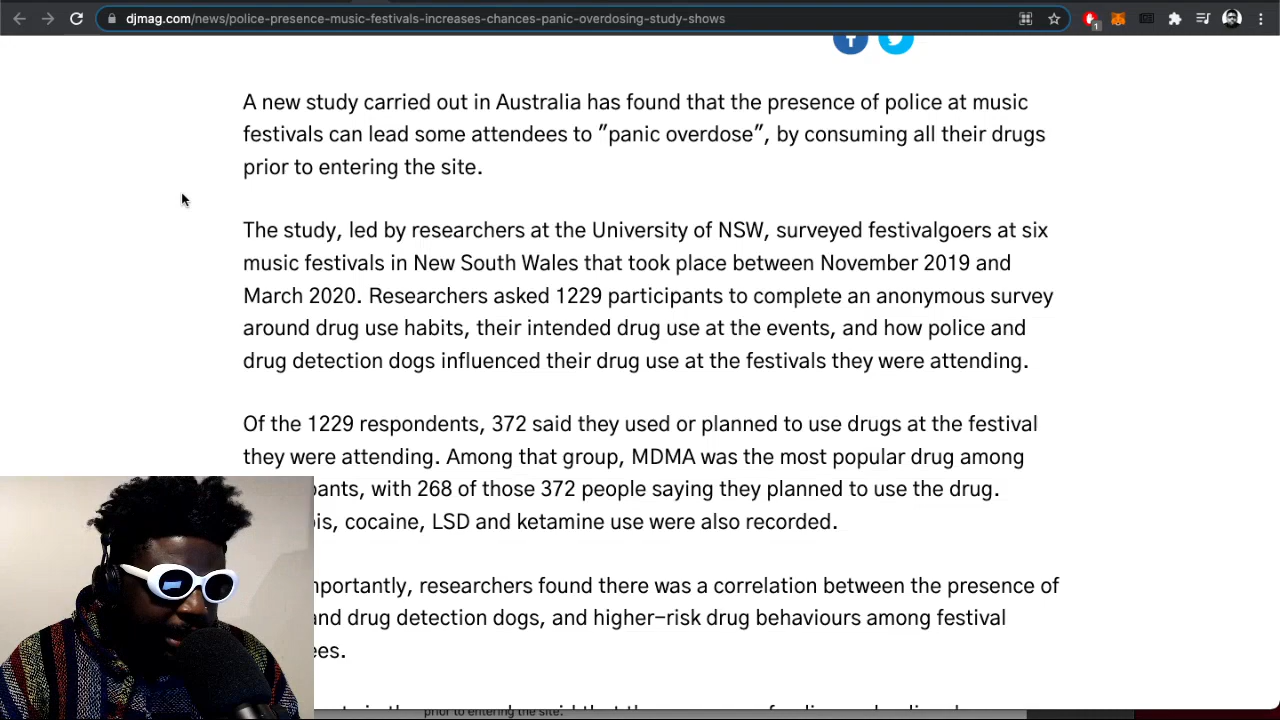 djmag.com/news/police-presence-music-festivals-increases-chances-panic-overdosing-study-shows
1
A new study carried out in Australia has found that the presence of police at music
festivals can lead some attendees to "panic overdose", by consuming all their drugs
prior to entering the site.
The study, led by researchers at the University of NSW, surveyed festivalgoers at six
music festivals in New South Wales that took place between November 2019 and
March 2020. Researchers asked 1229 participants to complete an anonymous survey
around drug use habits, their intended drug use at the events, and how police and
drug detection dogs influenced their drug use at the festivals they were attending.
Of the 1229 respondents, 372 said they used or planned to use drugs at the festival
they were attending. Among that group, MDMA was the most popular drug among
pants, with 268 of those 372 people saying they planned to use the drug.
bis, cocaine, LSD and ketamine use were also recorded.
mportantly, researchers found there was a correlation between the presence of
and drug detection dogs, and higher-risk drug behaviours among festival
ees.
prior to entering the site.